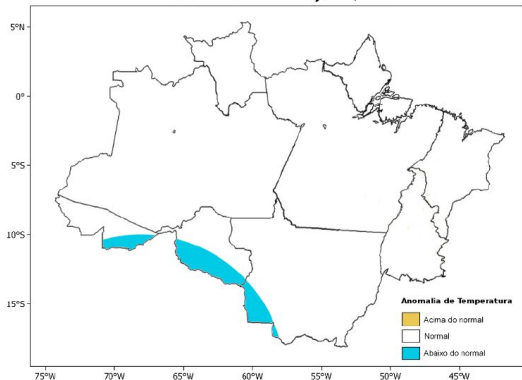 5°N
0°
5°S
10°S
15°S
Anomalia de Temperatura
Acima do normal
Normal
Abaixo do normal
75°W 70°W 65°W 60°W 55°W 50°W 45°W